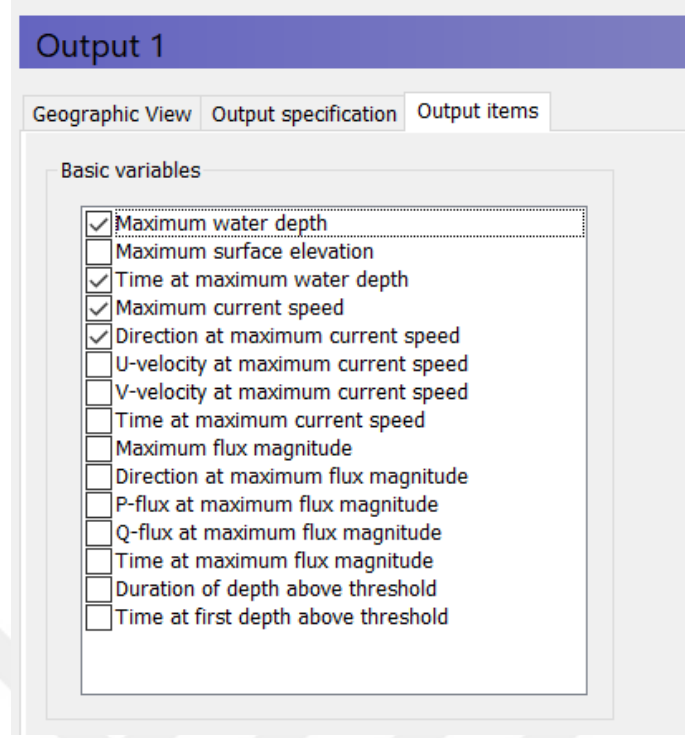 Output 1
Geographic View Output specification Output items
Basic variables
Maximum water depth
Maximum surface elevation
Time at maximum water depth
Maximum current speed
Direction at maximum current speed
U-velocity at maximum current speed
V-velocity at maximum current speed
Time at maximum current speed
Maximum flux magnitude
Direction at maximum flux magnitude
P-flux at maximum flux magnitude
Q-flux at maximum flux magnitude
Time at maximum flux magnitude
Duration of depth above threshold
Time at first depth above threshold